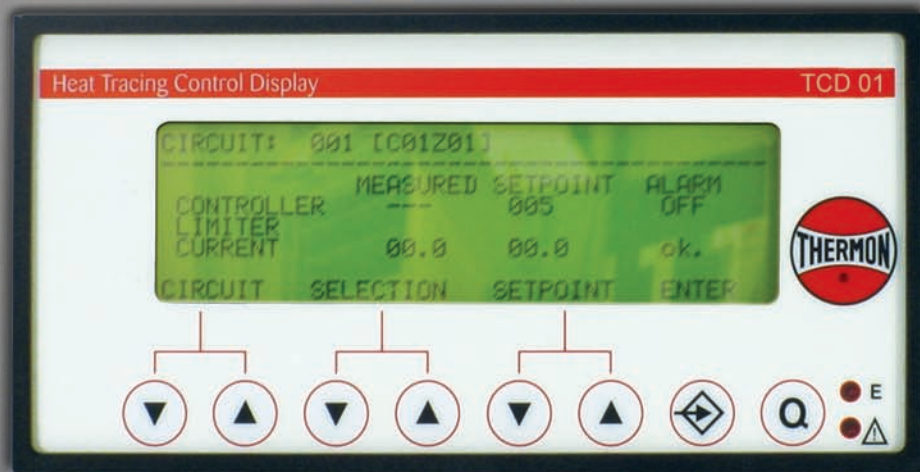 Heat Tracing Control Display TCD 01
CIRCUIT: 001 [C01Z01]
MEASURED SETPOINT ALARM
CONTROLLER --- 005 OFF
LIMITER
CURRENT 00.0 00.0 ok.
CIRCUIT SELECTION SETPOINT ENTER
THERMON
®
Q
E